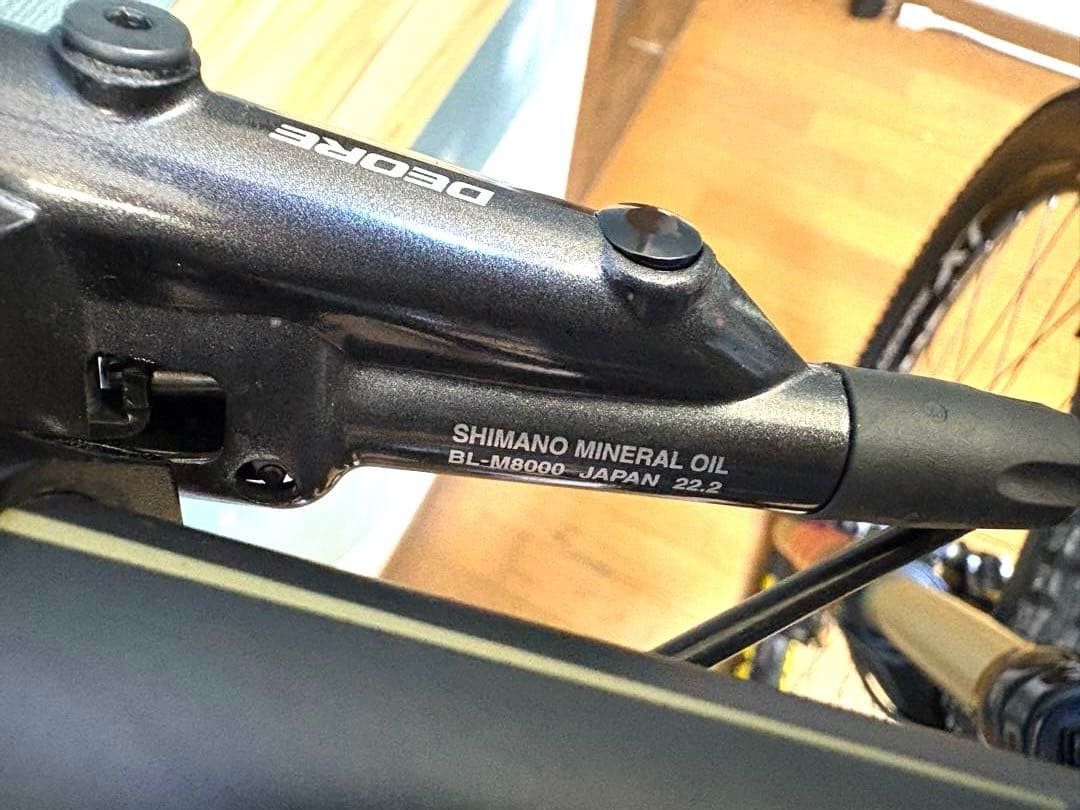 DEORE
SHIMANO MINERAL OIL
BL-M8000 JAPAN 22.2